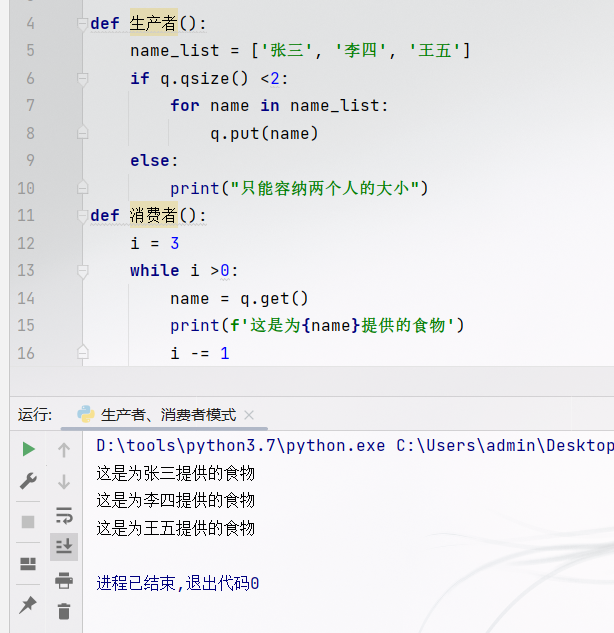 4 def 生产者():
5 name_list = ['张三', '李四', '王五']
6 if q.qsize() <2:
7 for name in name_list:
8 q.put(name)
9 else:
10 print("只能容纳两个人的大小")
11 def 消费者():
12 i = 3
13 while i >0:
14 name = q.get()
15 print(f'这是为{name}提供的食物')
16 i -= 1
运行: 生产者、消费者模式
D:\tools\python3.7\python.exe C:\Users\admin\Desktop
这是为张三提供的食物
这是为李四提供的食物
这是为王五提供的食物
进程已结束,退出代码0